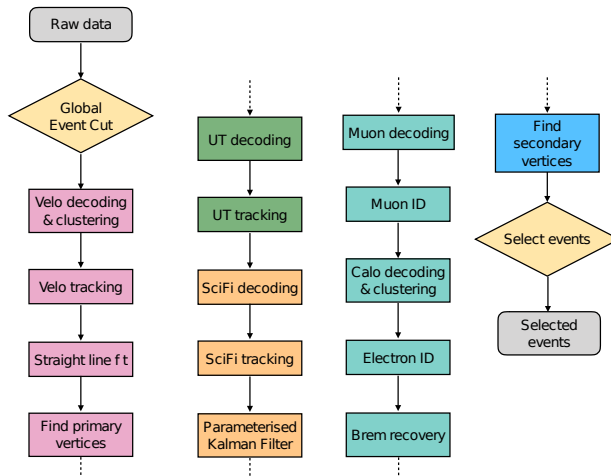 Raw data
Global
Event Cut
Velo decoding
& clustering
Velo tracking
Straight line f t
Find primary
vertices
UT decoding
UT tracking
SciFi decoding
SciFi tracking
Parameterised
Kalman Filter
Muon decoding
Muon ID
Calo decoding
& clustering
Electron ID
Brem recovery
Find
secondary
vertices
Select events
Selected
events